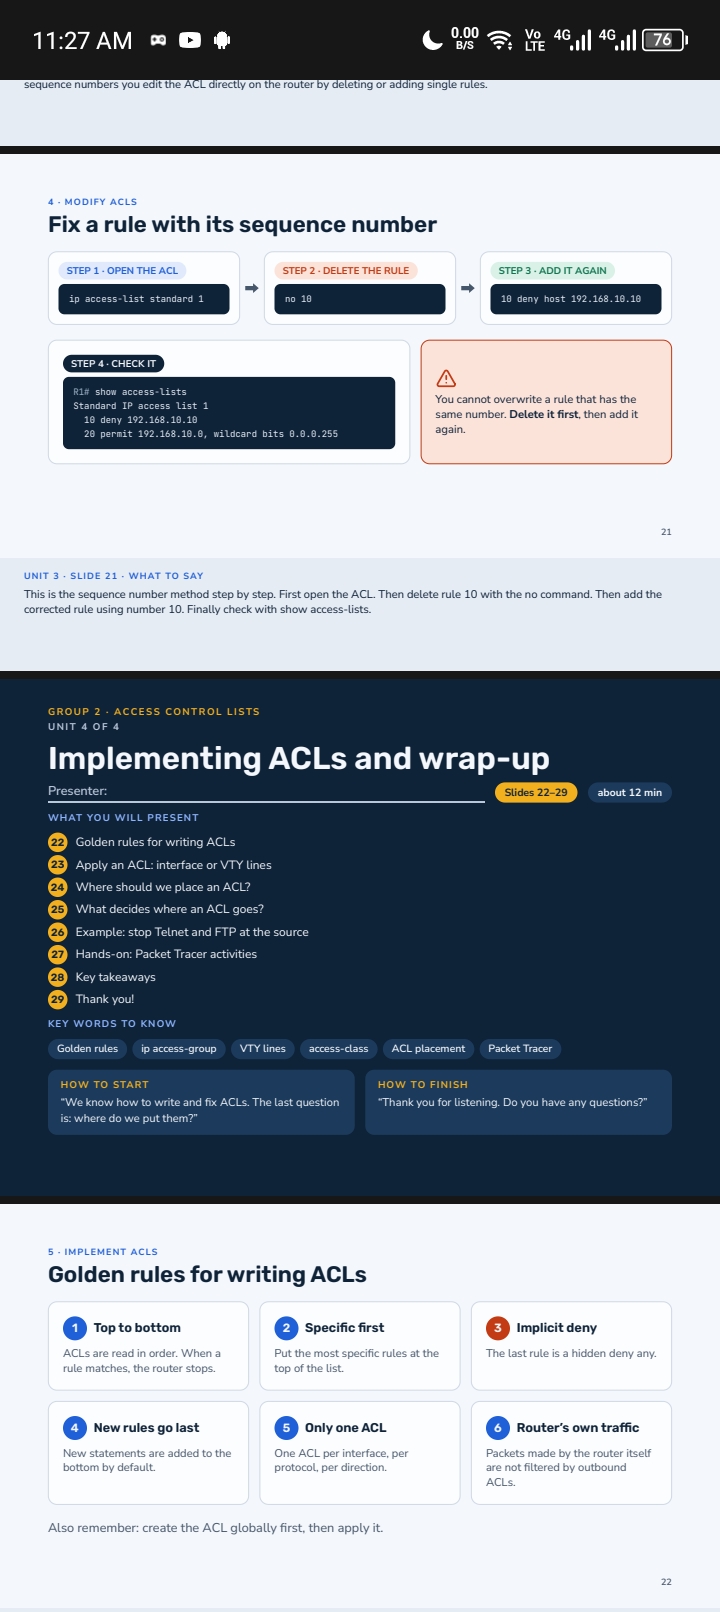 11:27 AM
0.00 B/S
Vo LTE
4G
4G
76
sequence numbers you edit the ACL directly on the router by deleting or adding single rules.
4 · MODIFY ACLS
Fix a rule with its sequence number
STEP 1 · OPEN THE ACL
ip access-list standard 1
STEP 2 · DELETE THE RULE
no 10
STEP 3 · ADD IT AGAIN
10 deny host 192.168.10.10
STEP 4 · CHECK IT
R1# show access-lists
Standard IP access list 1
10 deny 192.168.10.10
20 permit 192.168.10.0, wildcard bits 0.0.0.255
You cannot overwrite a rule that has the
same number. Delete it first, then add it
again.
21
UNIT 3 · SLIDE 21 · WHAT TO SAY
This is the sequence number method step by step. First open the ACL. Then delete rule 10 with the no command. Then add the
corrected rule using number 10. Finally check with show access-lists.
GROUP 2 · ACCESS CONTROL LISTS
UNIT 4 OF 4
Implementing ACLs and wrap-up
Presenter:
Slides 22–29
about 12 min
WHAT YOU WILL PRESENT
22 Golden rules for writing ACLs
23 Apply an ACL: interface or VTY lines
24 Where should we place an ACL?
25 What decides where an ACL goes?
26 Example: stop Telnet and FTP at the source
27 Hands-on: Packet Tracer activities
28 Key takeaways
29 Thank you!
KEY WORDS TO KNOW
Golden rules
ip access-group
VTY lines
access-class
ACL placement
Packet Tracer
HOW TO START
“We know how to write and fix ACLs. The last question
is: where do we put them?”
HOW TO FINISH
“Thank you for listening. Do you have any questions?”
5 · IMPLEMENT ACLS
Golden rules for writing ACLs
1 Top to bottom
ACLs are read in order. When a
rule matches, the router stops.
2 Specific first
Put the most specific rules at the
top of the list.
3 Implicit deny
The last rule is a hidden deny any.
4 New rules go last
New statements are added to the
bottom by default.
5 Only one ACL
One ACL per interface, per
protocol, per direction.
6 Router’s own traffic
Packets made by the router itself
are not filtered by outbound
ACLs.
Also remember: create the ACL globally first, then apply it.
22